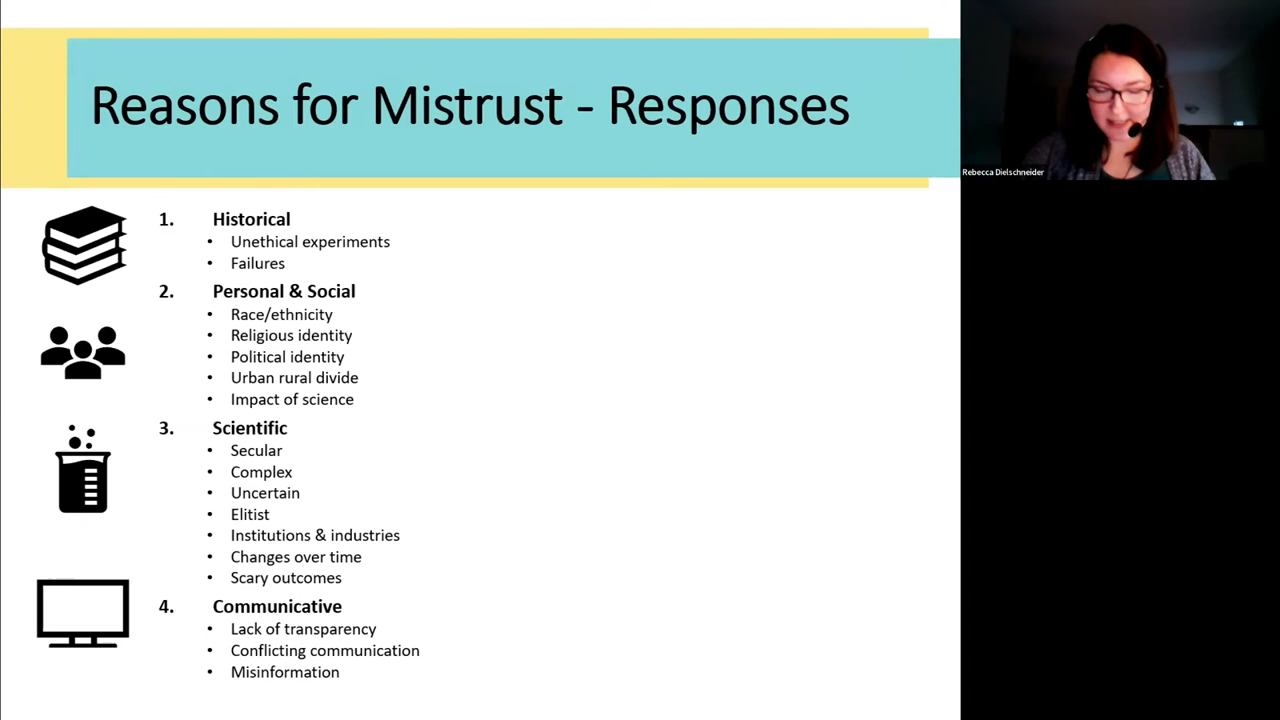 Reasons for Mistrust - Responses
Rebecca Dielschneider
1. Historical
• Unethical experiments
• Failures
2. Personal & Social
• Race/ethnicity
• Religious identity
• Political identity
• Urban rural divide
• Impact of science
3. Scientific
• Secular
• Complex
• Uncertain
• Elitist
• Institutions & industries
• Changes over time
• Scary outcomes
4. Communicative
• Lack of transparency
• Conflicting communication
• Misinformation